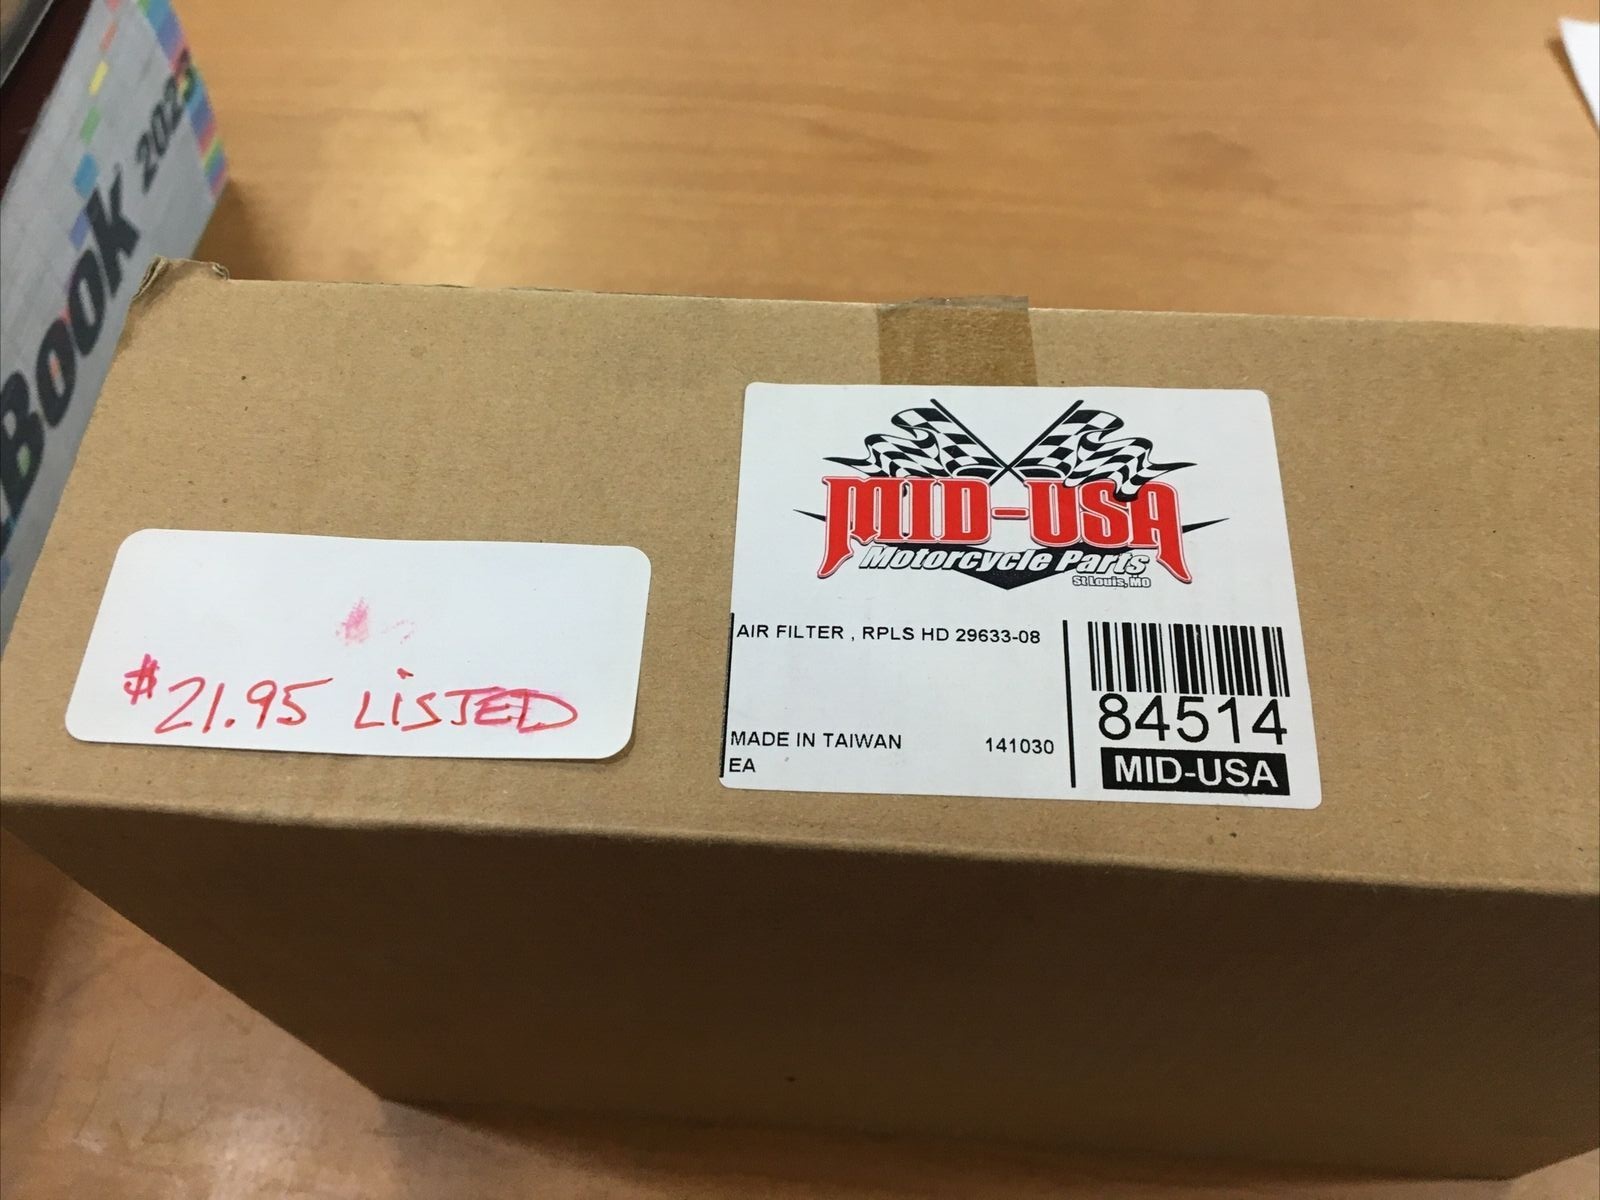 Book 2023
MID-USA
Motorcycle Parts
St Louis, MO
AIR FILTER , RPLS HD 29633-08
MADE IN TAIWAN 141030
EA
84514
MID-USA
$21.95 LISTED